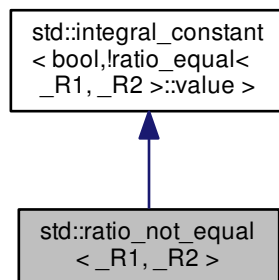 std::integral_constant
< bool,!ratio_equal<
_R1, _R2 >::value >
std::ratio_not_equal
< _R1, _R2 >